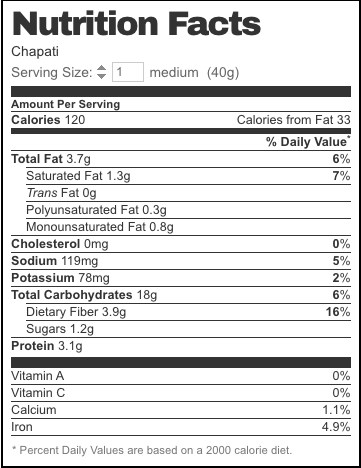 Nutrition Facts
Chapati
Serving Size: 1 medium (40g)
Amount Per Serving
Calories 120 Calories from Fat 33
% Daily Value*
Total Fat 3.7g 6%
Saturated Fat 1.3g 7%
Trans Fat 0g
Polyunsaturated Fat 0.3g
Monounsaturated Fat 0.8g
Cholesterol 0mg 0%
Sodium 119mg 5%
Potassium 78mg 2%
Total Carbohydrates 18g 6%
Dietary Fiber 3.9g 16%
Sugars 1.2g
Protein 3.1g
Vitamin A 0%
Vitamin C 0%
Calcium 1.1%
Iron 4.9%
* Percent Daily Values are based on a 2000 calorie diet.